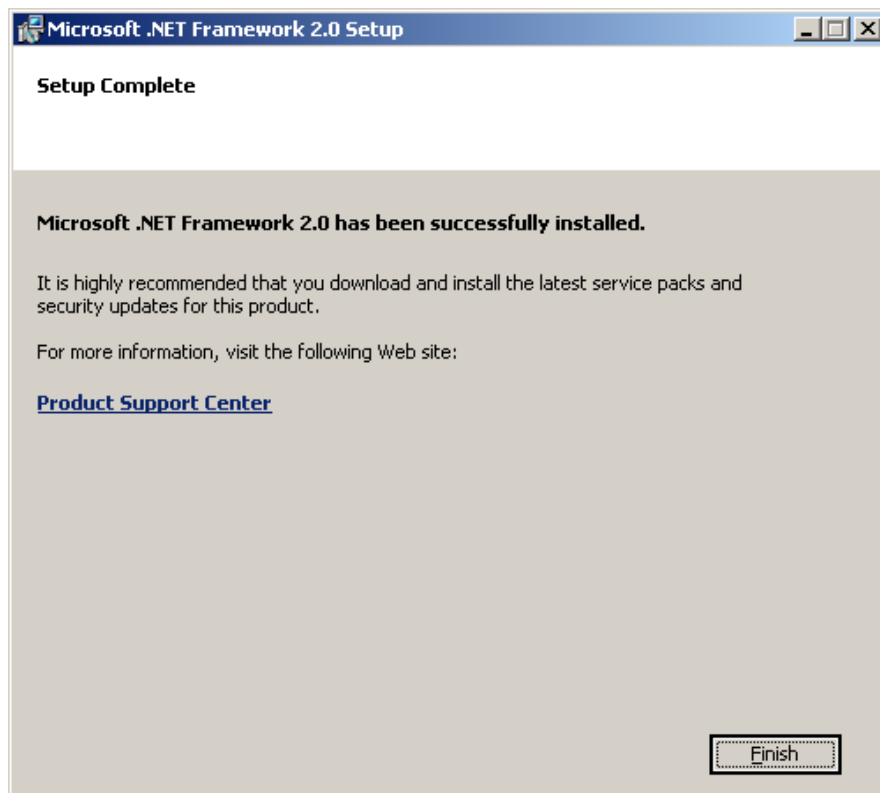 Microsoft .NET Framework 2.0 Setup
Setup Complete
Microsoft .NET Framework 2.0 has been successfully installed.
It is highly recommended that you download and install the latest service packs and
security updates for this product.
For more information, visit the following Web site:
Product Support Center
Finish